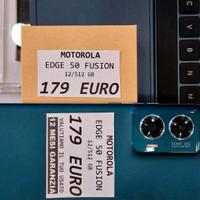 MOTOROLA
EDGE 50 FUSION
12/512 GB
179 EURO
MOTOROLA
EDGE 50 FUSION
12/512 GB
179 EURO
VALUTIAMO IL TUO USATO
12 MESI GARANZIA